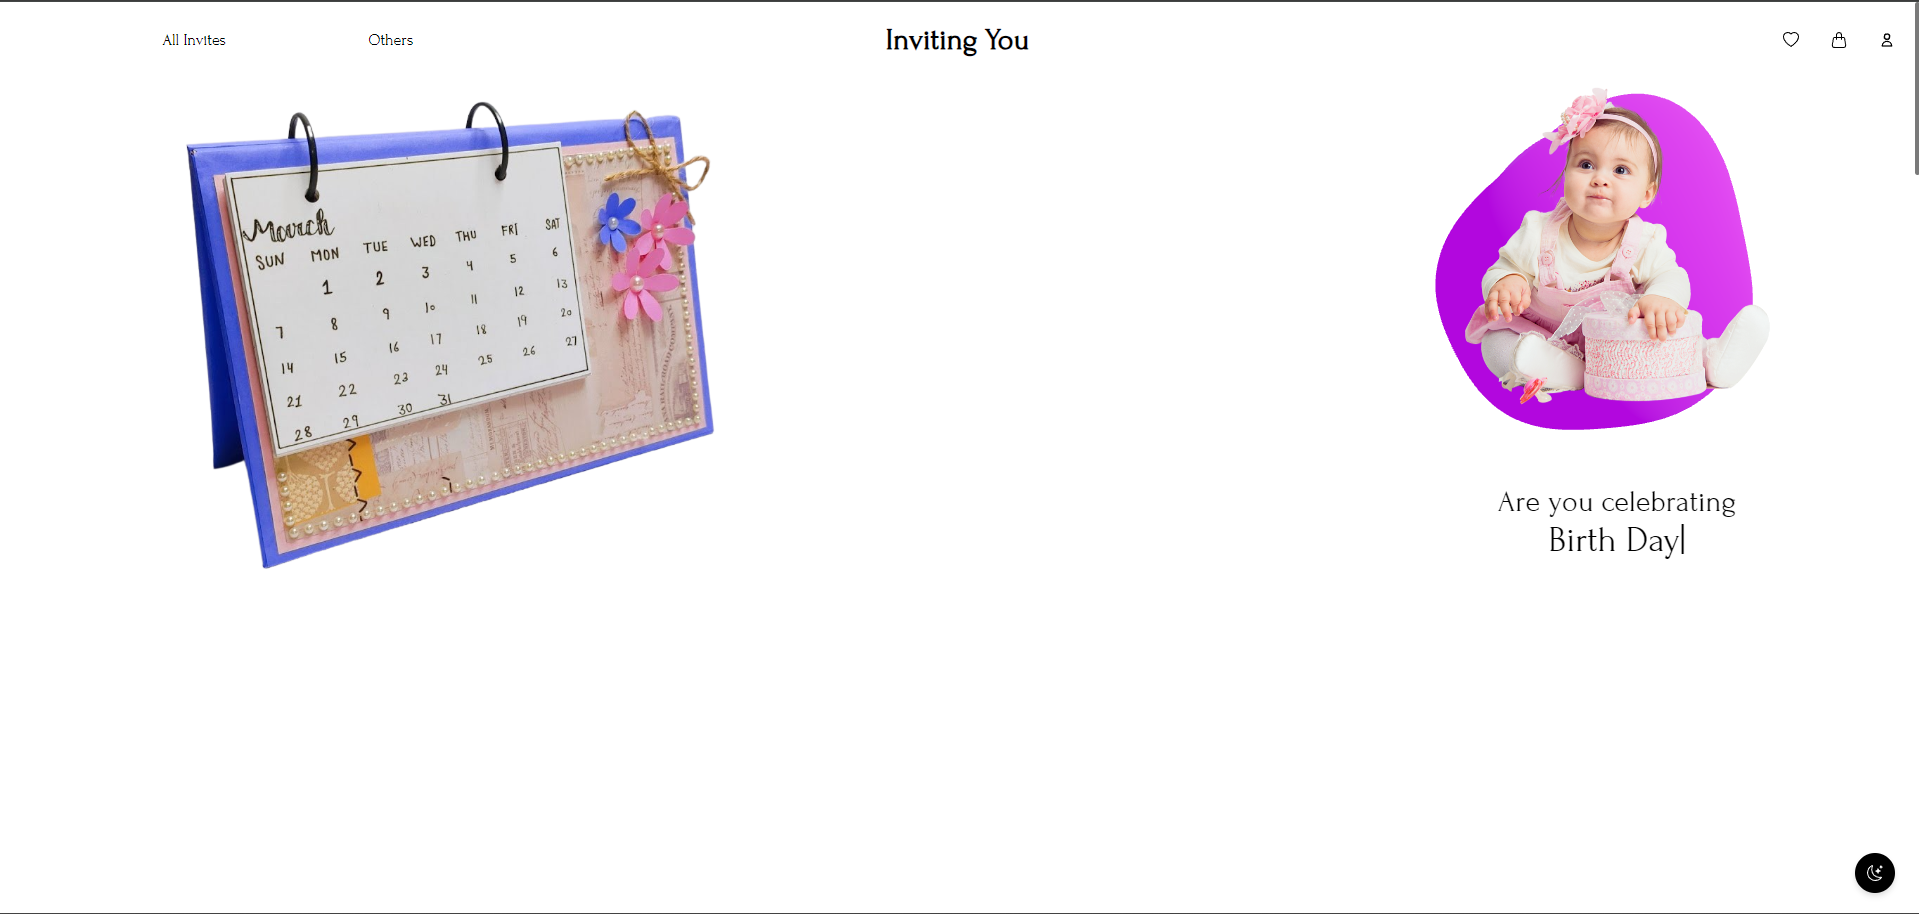 All Invites
Others
Inviting You
March
SUN MON TUE WED THU FRI SAT
1 2 3 4 5 6
7 8 9 10 11 12 13
14 15 16 17 18 19 20
21 22 23 24 25 26 27
28 29 30 31
Are you celebrating
Birth Day